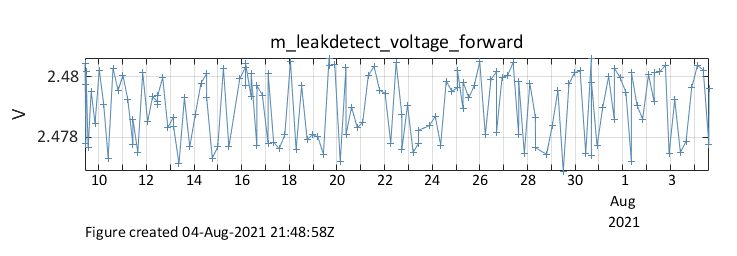 m_leakdetect_voltage_forward
2.48
V
2.478
10 12 14 16 18 20 22 24 26 28 30 1 3
Aug
2021
Figure created 04-Aug-2021 21:48:58Z